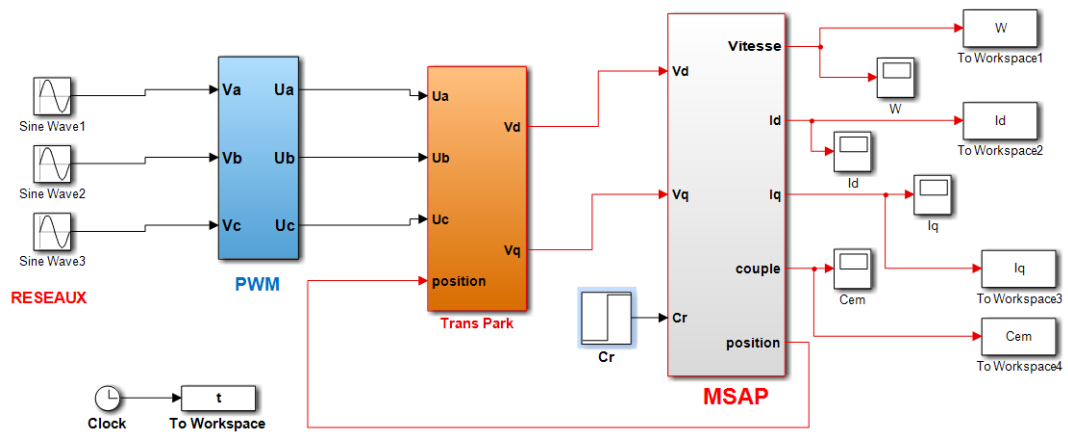 Sine Wave1
Sine Wave2
Sine Wave3
RESEAUX
Va
Vb
Vc
Ua
Ub
Uc
PWM
Ua
Ub
Uc
position
Vd
Vq
Trans Park
Cr
Vd
Vq
Cr
Vitesse
Id
Iq
couple
position
MSAP
W
To Workspace1
W
Id
To Workspace2
Id
Iq
Iq
To Workspace3
Cem
Cem
To Workspace4
Clock
t
To Workspace